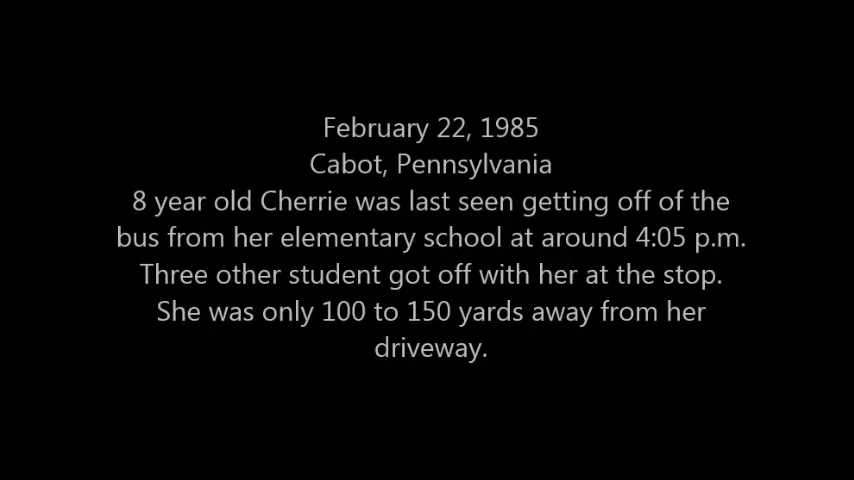 February 22, 1985
Cabot, Pennsylvania
8 year old Cherrie was last seen getting off of the
bus from her elementary school at around 4:05 p.m.
Three other student got off with her at the stop.
She was only 100 to 150 yards away from her
driveway.